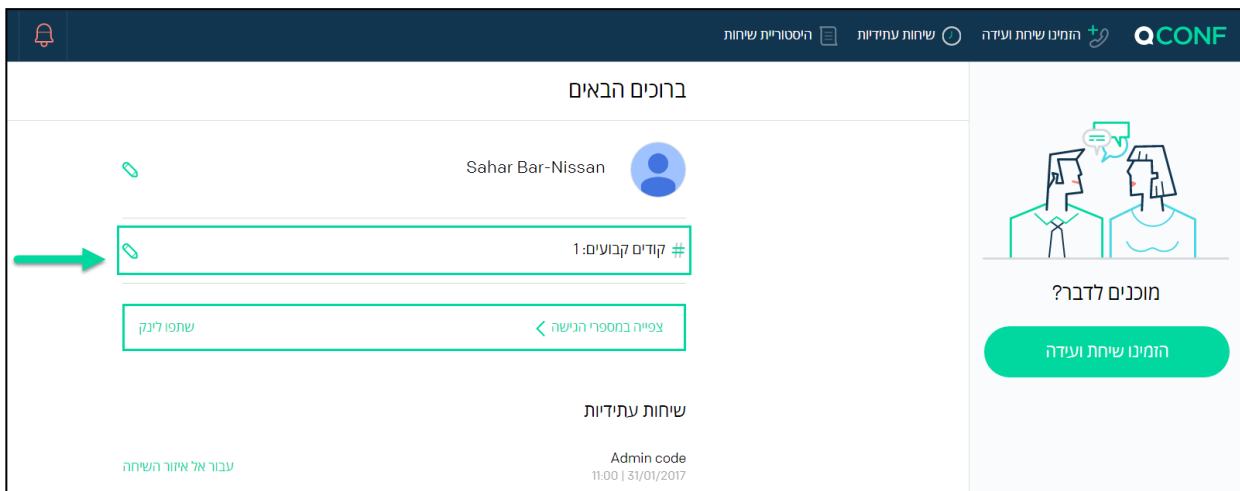 QCONF
הזמינו שיחת ועידה
שיחות עתידיות
היסטוריית שיחות
ברוכים הבאים
Sahar Bar-Nissan
# קודים קבועים: 1
צפייה במספרי הגישה
שתפו לינק
שיחות עתידיות
Admin code
11:00 | 31/01/2017
עבור אל איזור השיחה
מוכנים לדבר?
הזמינו שיחת ועידה